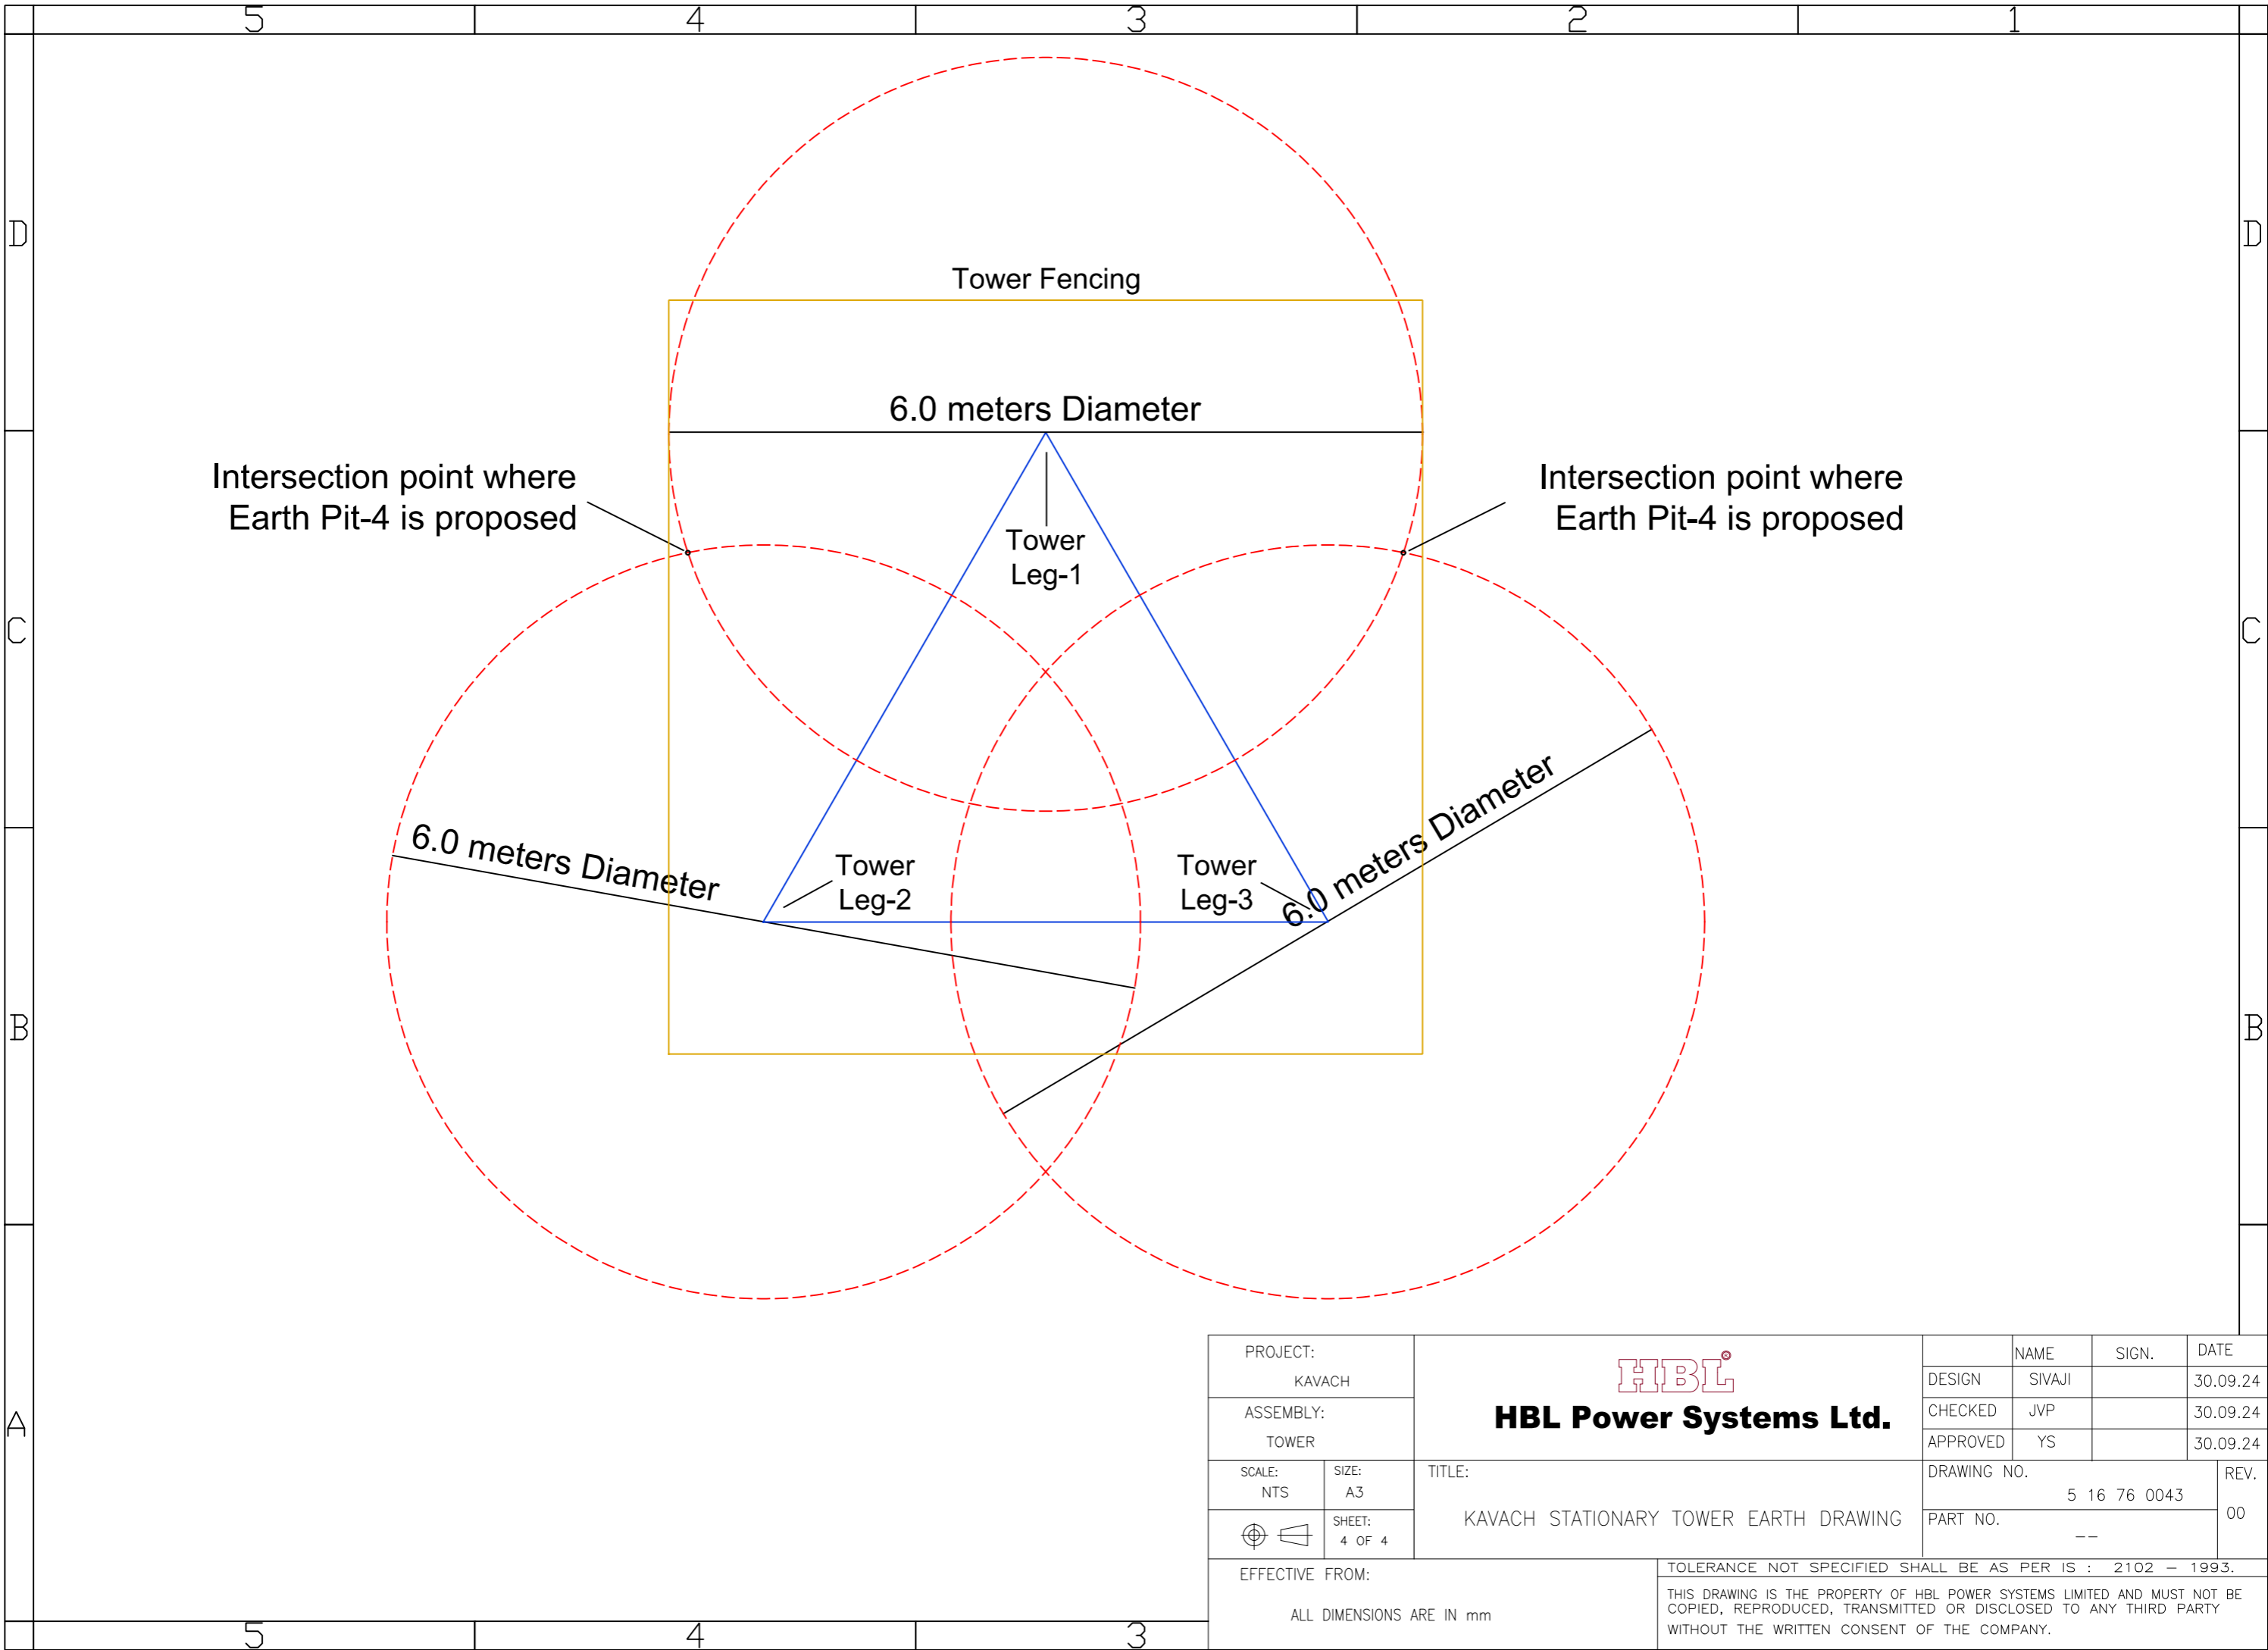 5 4 3 2 1
D D
Tower Fencing
6.0 meters Diameter
Intersection point where
Earth Pit-4 is proposed
Intersection point where
Earth Pit-4 is proposed
Tower
Leg-1
C C
6.0 meters Diameter
Tower
Leg-2
Tower
Leg-3
6.0 meters Diameter
B B
A
PROJECT:
KAVACH
ASSEMBLY:
TOWER
SCALE:
NTS
SIZE:
A3
SHEET:
4 OF 4
HBL®
HBL Power Systems Ltd.
TITLE:
KAVACH STATIONARY TOWER EARTH DRAWING
NAME SIGN. DATE
DESIGN SIVAJI 30.09.24
CHECKED JVP 30.09.24
APPROVED YS 30.09.24
DRAWING NO.
5 16 76 0043
REV.
00
PART NO.
--
EFFECTIVE FROM:
ALL DIMENSIONS ARE IN mm
TOLERANCE NOT SPECIFIED SHALL BE AS PER IS : 2102 – 1993.
THIS DRAWING IS THE PROPERTY OF HBL POWER SYSTEMS LIMITED AND MUST NOT BE
COPIED, REPRODUCED, TRANSMITTED OR DISCLOSED TO ANY THIRD PARTY
WITHOUT THE WRITTEN CONSENT OF THE COMPANY.
5 4 3